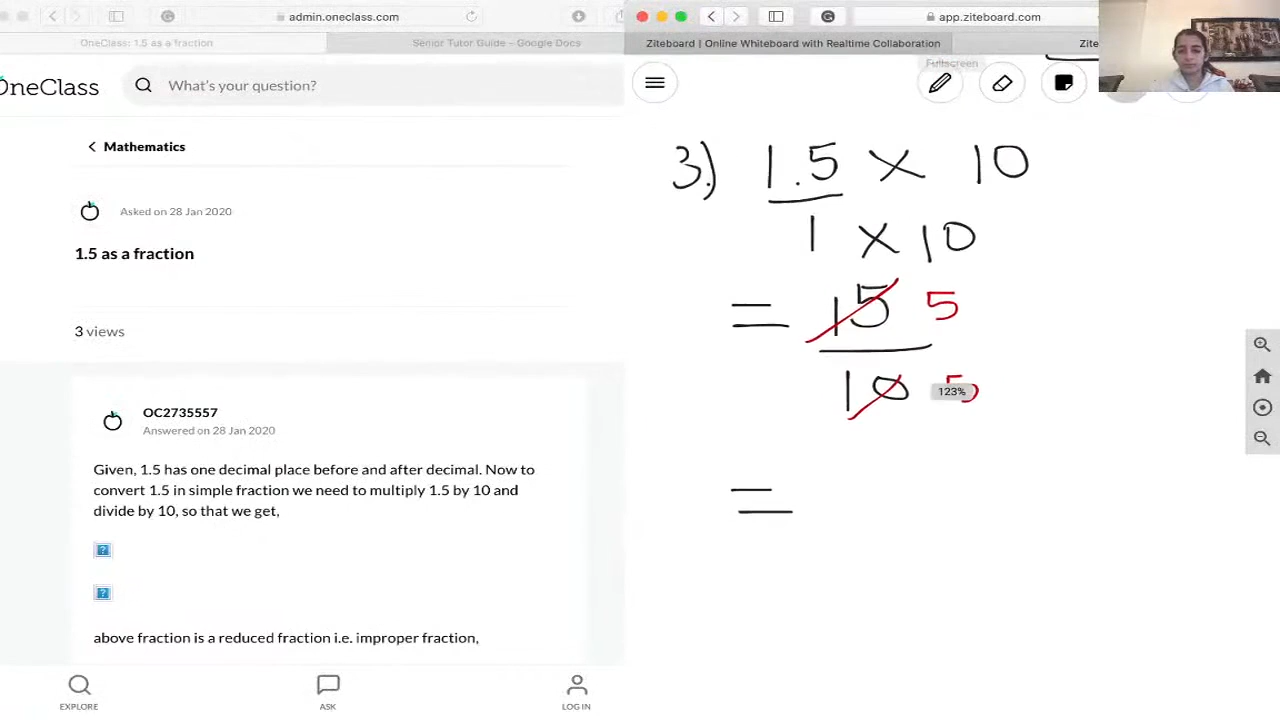 admin.oneclass.com
OneClass: 1.5 as a fraction
Senior Tutor Guide – Google Docs
OneClass
What's your question?
Mathematics
Asked on 28 Jan 2020
1.5 as a fraction
3 views
OC2735557
Answered on 28 Jan 2020
Given, 1.5 has one decimal place before and after decimal. Now to
convert 1.5 in simple fraction we need to multiply 1.5 by 10 and
divide by 10, so that we get,
above fraction is a reduced fraction i.e. improper fraction,
EXPLORE
ASK
LOG IN
app.ziteboard.com
Ziteboard | Online Whiteboard with Realtime Collaboration
Zite
Fullscreen
3.) 1.5 × 10
1 × 10
= 15 5
10 5
123%
=